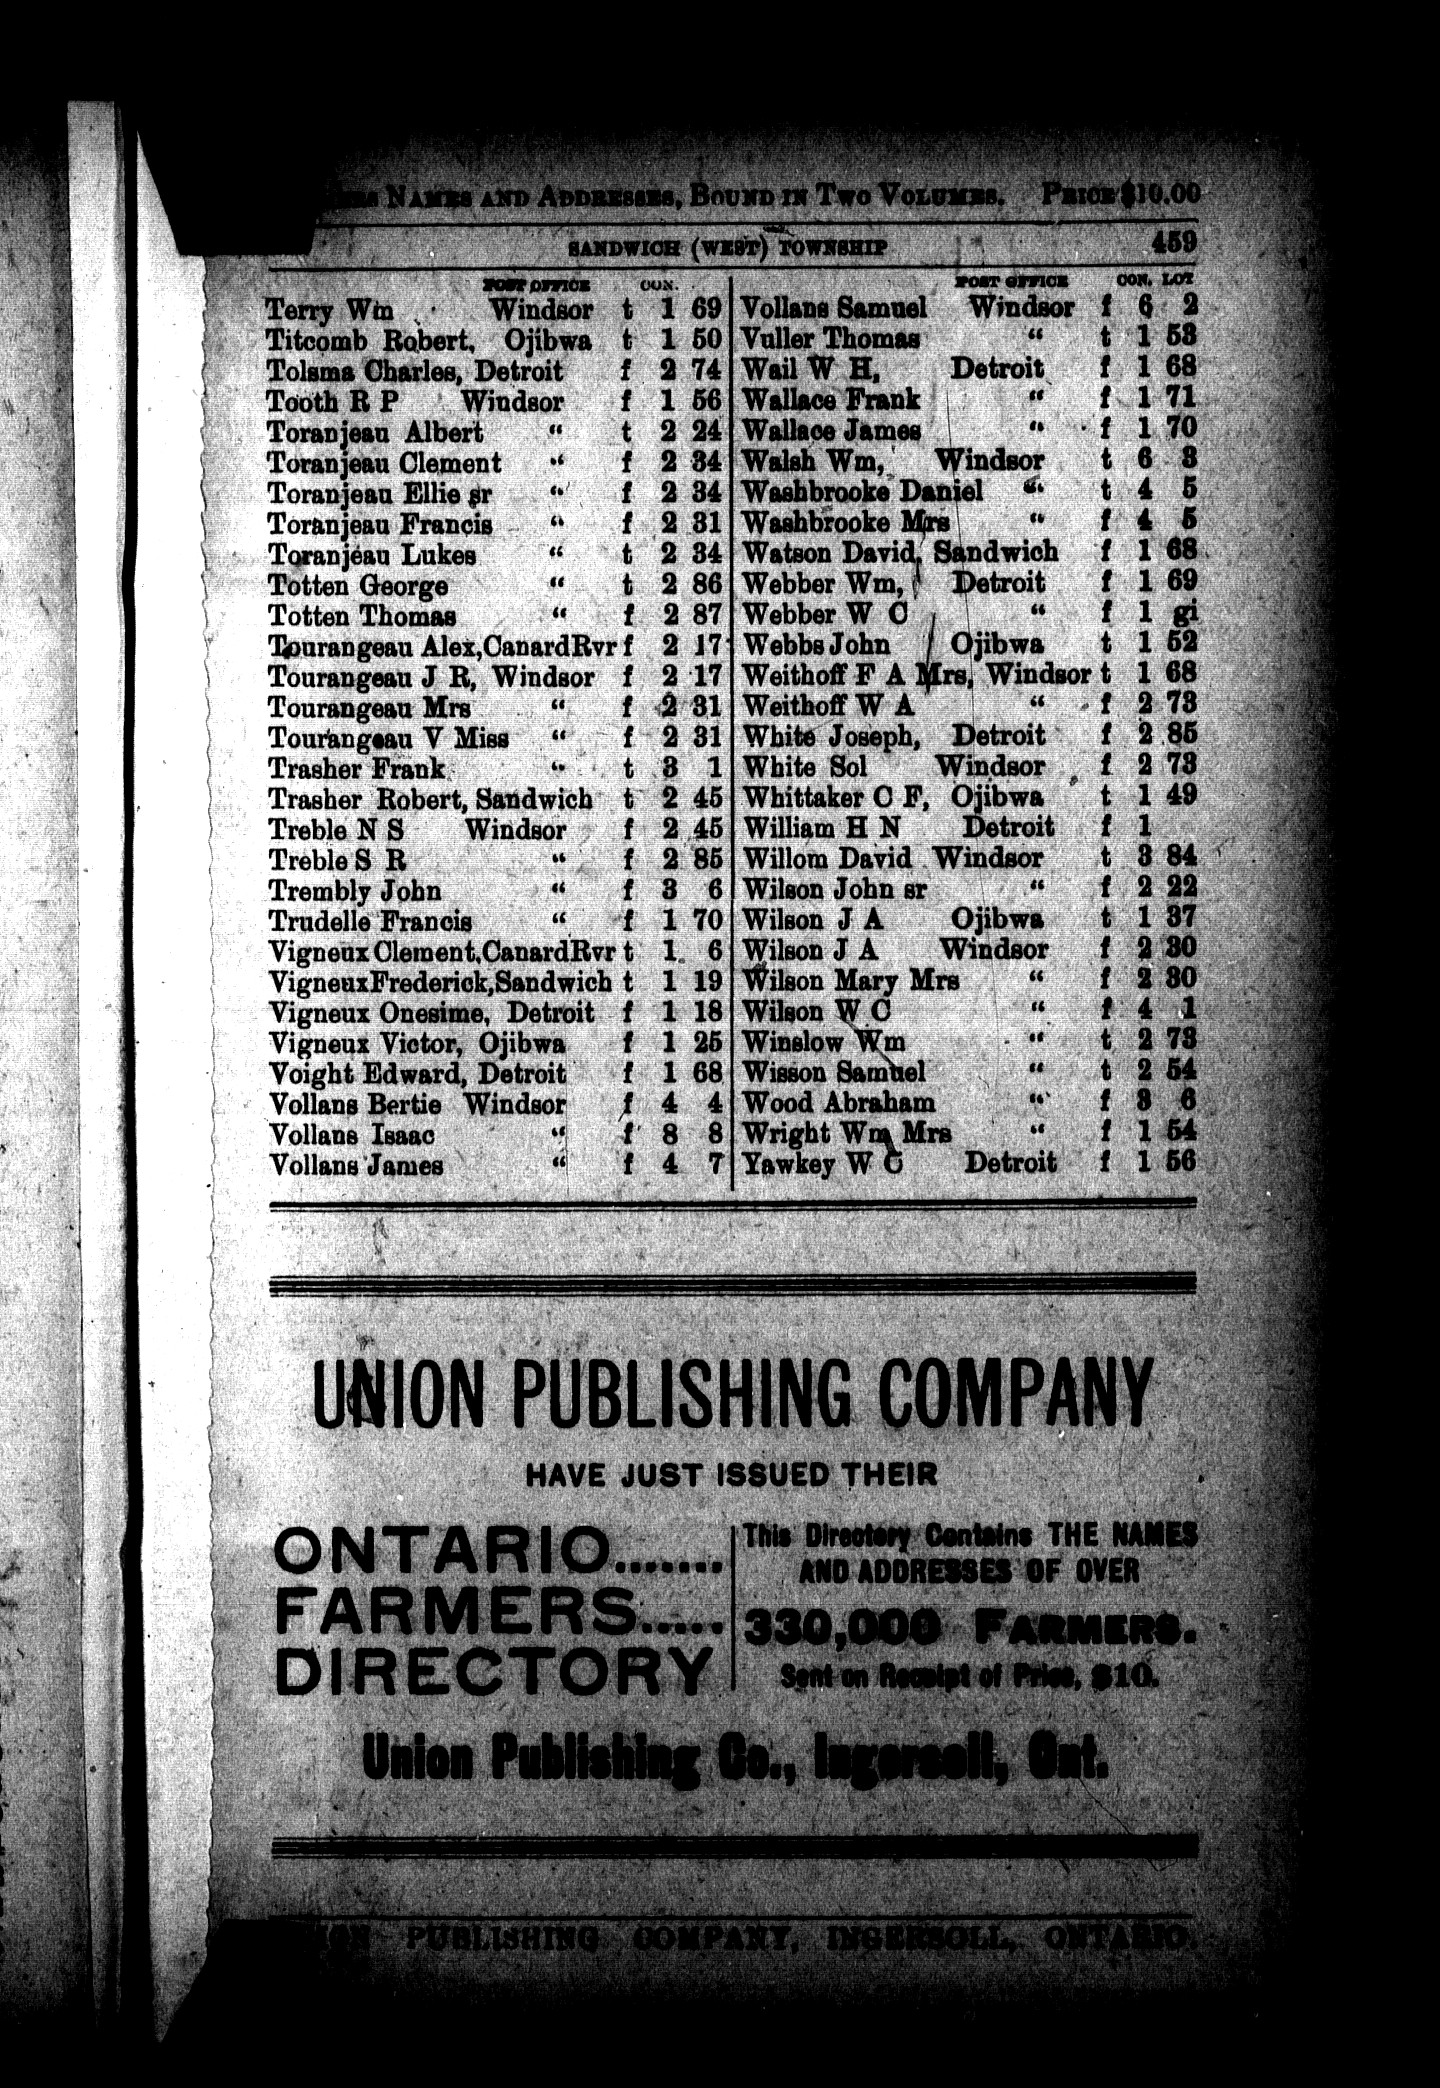 Names and Addresses, Bound in Two Volumes. Price $10.00
SANDWICH (WEST) TOWNSHIP 459
POST OFFICE CON.
Terry Wm Windsor t 1 69
Titcomb Robert, Ojibwa t 1 50
Tolsma Charles, Detroit f 2 74
Tooth R P Windsor f 1 56
Toranjeau Albert “ t 2 24
Toranjeau Clement “ f 2 34
Toranjeau Ellie sr “ f 2 34
Toranjeau Francis “ f 2 31
Toranjeau Lukes “ t 2 34
Totten George “ t 2 86
Totten Thomas “ f 2 87
Tourangeau Alex,CanardRvr f 2 17
Tourangeau J R, Windsor f 2 17
Tourangeau Mrs “ f 2 31
Tourangeau V Miss “ f 2 31
Trasher Frank “ t 3 1
Trasher Robert, Sandwich t 2 45
Treble N S Windsor f 2 45
Treble S R “ f 2 85
Trembly John “ f 3 6
Trudelle Francis “ f 1 70
Vigneux Clement,CanardRvr t 1 6
VigneuxFrederick,Sandwich t 1 19
Vigneux Onesime, Detroit f 1 18
Vigneux Victor, Ojibwa f 1 25
Voight Edward, Detroit f 1 68
Vollans Bertie Windsor f 4 4
Vollans Isaac “ f 8 8
Vollans James “ f 4 7
POST OFFICE CON. LOT
Vollans Samuel Windsor f 6 2
Vuller Thomas “ t 1 53
Wail W H, Detroit f 1 68
Wallace Frank “ f 1 71
Wallace James “ f 1 70
Walsh Wm, Windsor t 6 3
Washbrooke Daniel “ t 4 5
Washbrooke Mrs “ f 4 5
Watson David, Sandwich f 1 68
Webber Wm, Detroit f 1 69
Webber W C “ f 1 gi
Webbs John Ojibwa t 1 52
Weithoff F A Mrs, Windsor t 1 68
Weithoff W A “ f 2 73
White Joseph, Detroit f 2 85
White Sol Windsor f 2 73
Whittaker C F, Ojibwa t 1 49
William H N Detroit f 1
Willom David Windsor t 3 84
Wilson John sr “ f 2 22
Wilson J A Ojibwa t 1 37
Wilson J A Windsor f 2 30
Wilson Mary Mrs “ f 2 30
Wilson W C “ f 4 1
Winslow Wm “ t 2 73
Wisson Samuel “ t 2 54
Wood Abraham “ f 3 6
Wright Wm Mrs “ f 1 54
Yawkey W C Detroit f 1 56
UNION PUBLISHING COMPANY
HAVE JUST ISSUED THEIR
ONTARIO.......
FARMERS.....
DIRECTORY
This Directory Contains THE NAMES
AND ADDRESSES OF OVER
330,000 FARMERS.
Sent on Receipt of Price, $10.
Union Publishing Co., Ingersoll, Ont.
PUBLISHING COMPANY, INGERSOLL, ONTARIO.